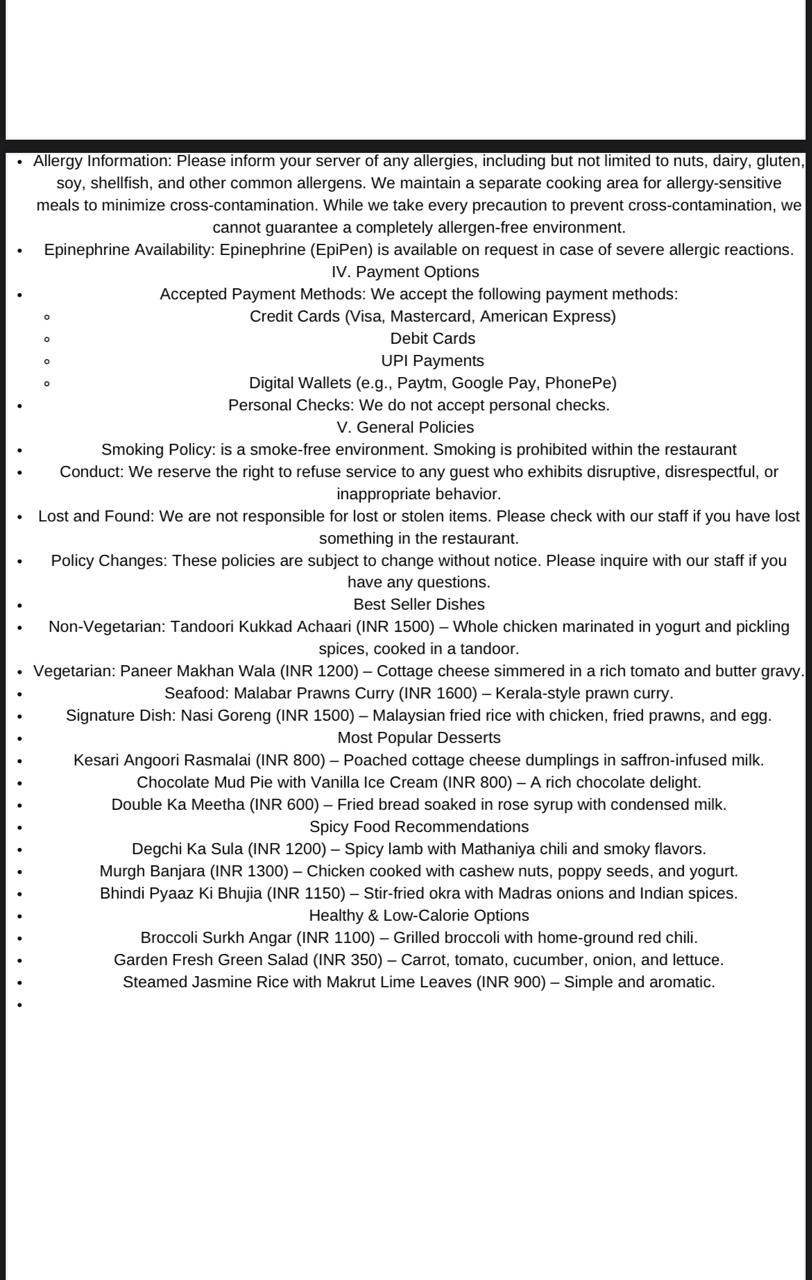 • Allergy Information: Please inform your server of any allergies, including but not limited to nuts, dairy, gluten,
soy, shellfish, and other common allergens. We maintain a separate cooking area for allergy-sensitive
meals to minimize cross-contamination. While we take every precaution to prevent cross-contamination, we
cannot guarantee a completely allergen-free environment.
• Epinephrine Availability: Epinephrine (EpiPen) is available on request in case of severe allergic reactions.
IV. Payment Options
• Accepted Payment Methods: We accept the following payment methods:
◦ Credit Cards (Visa, Mastercard, American Express)
◦ Debit Cards
◦ UPI Payments
◦ Digital Wallets (e.g., Paytm, Google Pay, PhonePe)
• Personal Checks: We do not accept personal checks.
V. General Policies
• Smoking Policy: is a smoke-free environment. Smoking is prohibited within the restaurant
• Conduct: We reserve the right to refuse service to any guest who exhibits disruptive, disrespectful, or
inappropriate behavior.
• Lost and Found: We are not responsible for lost or stolen items. Please check with our staff if you have lost
something in the restaurant.
• Policy Changes: These policies are subject to change without notice. Please inquire with our staff if you
have any questions.
• Best Seller Dishes
• Non-Vegetarian: Tandoori Kukkad Achaari (INR 1500) – Whole chicken marinated in yogurt and pickling
spices, cooked in a tandoor.
• Vegetarian: Paneer Makhan Wala (INR 1200) – Cottage cheese simmered in a rich tomato and butter gravy.
• Seafood: Malabar Prawns Curry (INR 1600) – Kerala-style prawn curry.
• Signature Dish: Nasi Goreng (INR 1500) – Malaysian fried rice with chicken, fried prawns, and egg.
• Most Popular Desserts
• Kesari Angoori Rasmalai (INR 800) – Poached cottage cheese dumplings in saffron-infused milk.
• Chocolate Mud Pie with Vanilla Ice Cream (INR 800) – A rich chocolate delight.
• Double Ka Meetha (INR 600) – Fried bread soaked in rose syrup with condensed milk.
• Spicy Food Recommendations
• Degchi Ka Sula (INR 1200) – Spicy lamb with Mathaniya chili and smoky flavors.
• Murgh Banjara (INR 1300) – Chicken cooked with cashew nuts, poppy seeds, and yogurt.
• Bhindi Pyaaz Ki Bhujia (INR 1150) – Stir-fried okra with Madras onions and Indian spices.
• Healthy & Low-Calorie Options
• Broccoli Surkh Angar (INR 1100) – Grilled broccoli with home-ground red chili.
• Garden Fresh Green Salad (INR 350) – Carrot, tomato, cucumber, onion, and lettuce.
• Steamed Jasmine Rice with Makrut Lime Leaves (INR 900) – Simple and aromatic.
•